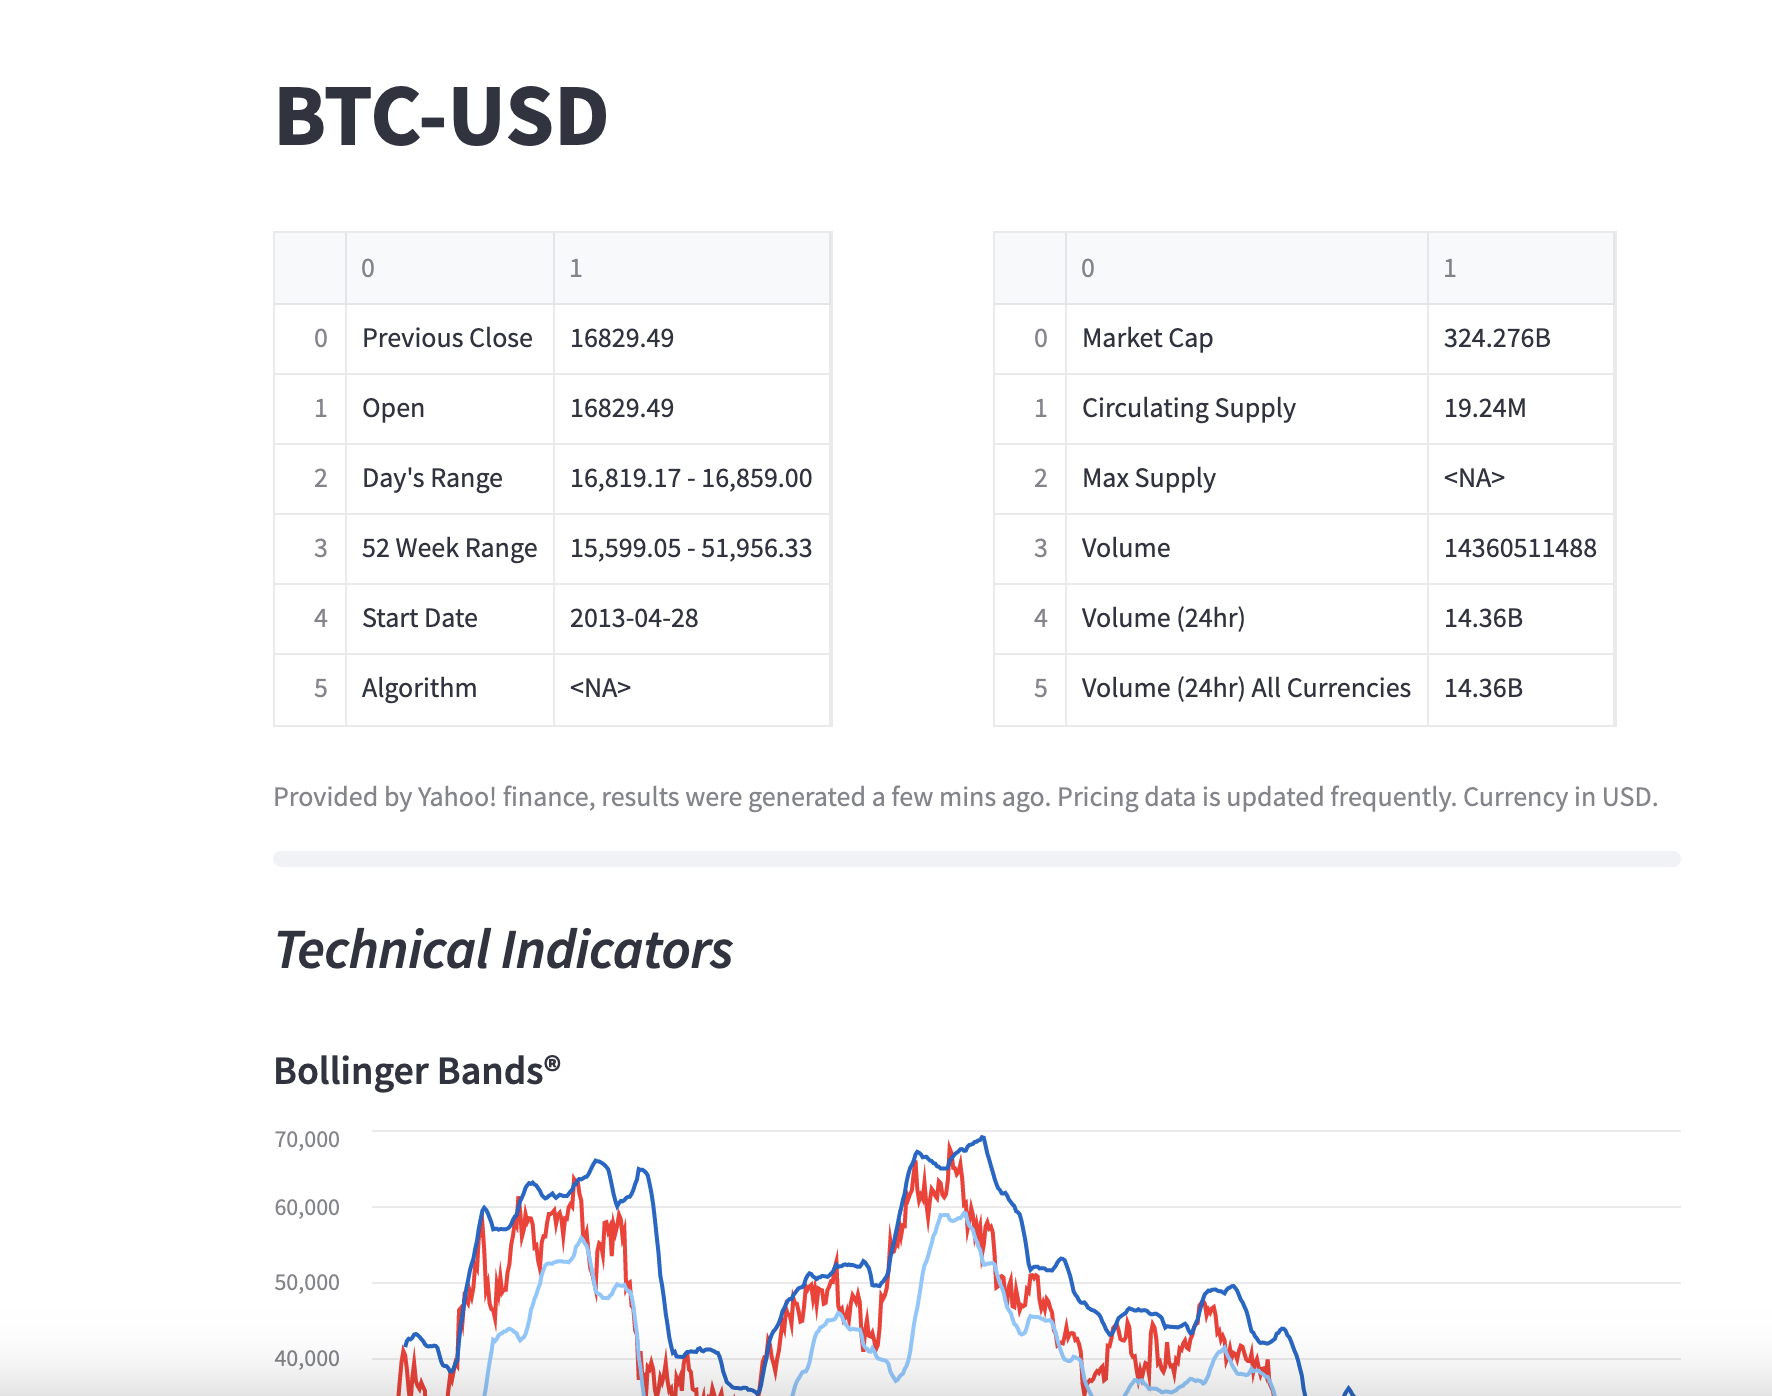 BTC-USD
0 1
0 Previous Close 16829.49
1 Open 16829.49
2 Day's Range 16,819.17 - 16,859.00
3 52 Week Range 15,599.05 - 51,956.33
4 Start Date 2013-04-28
5 Algorithm <NA>
0 1
0 Market Cap 324.276B
1 Circulating Supply 19.24M
2 Max Supply <NA>
3 Volume 14360511488
4 Volume (24hr) 14.36B
5 Volume (24hr) All Currencies 14.36B
Provided by Yahoo! finance, results were generated a few mins ago. Pricing data is updated frequently. Currency in USD.
Technical Indicators
Bollinger Bands®
70,000
60,000
50,000
40,000